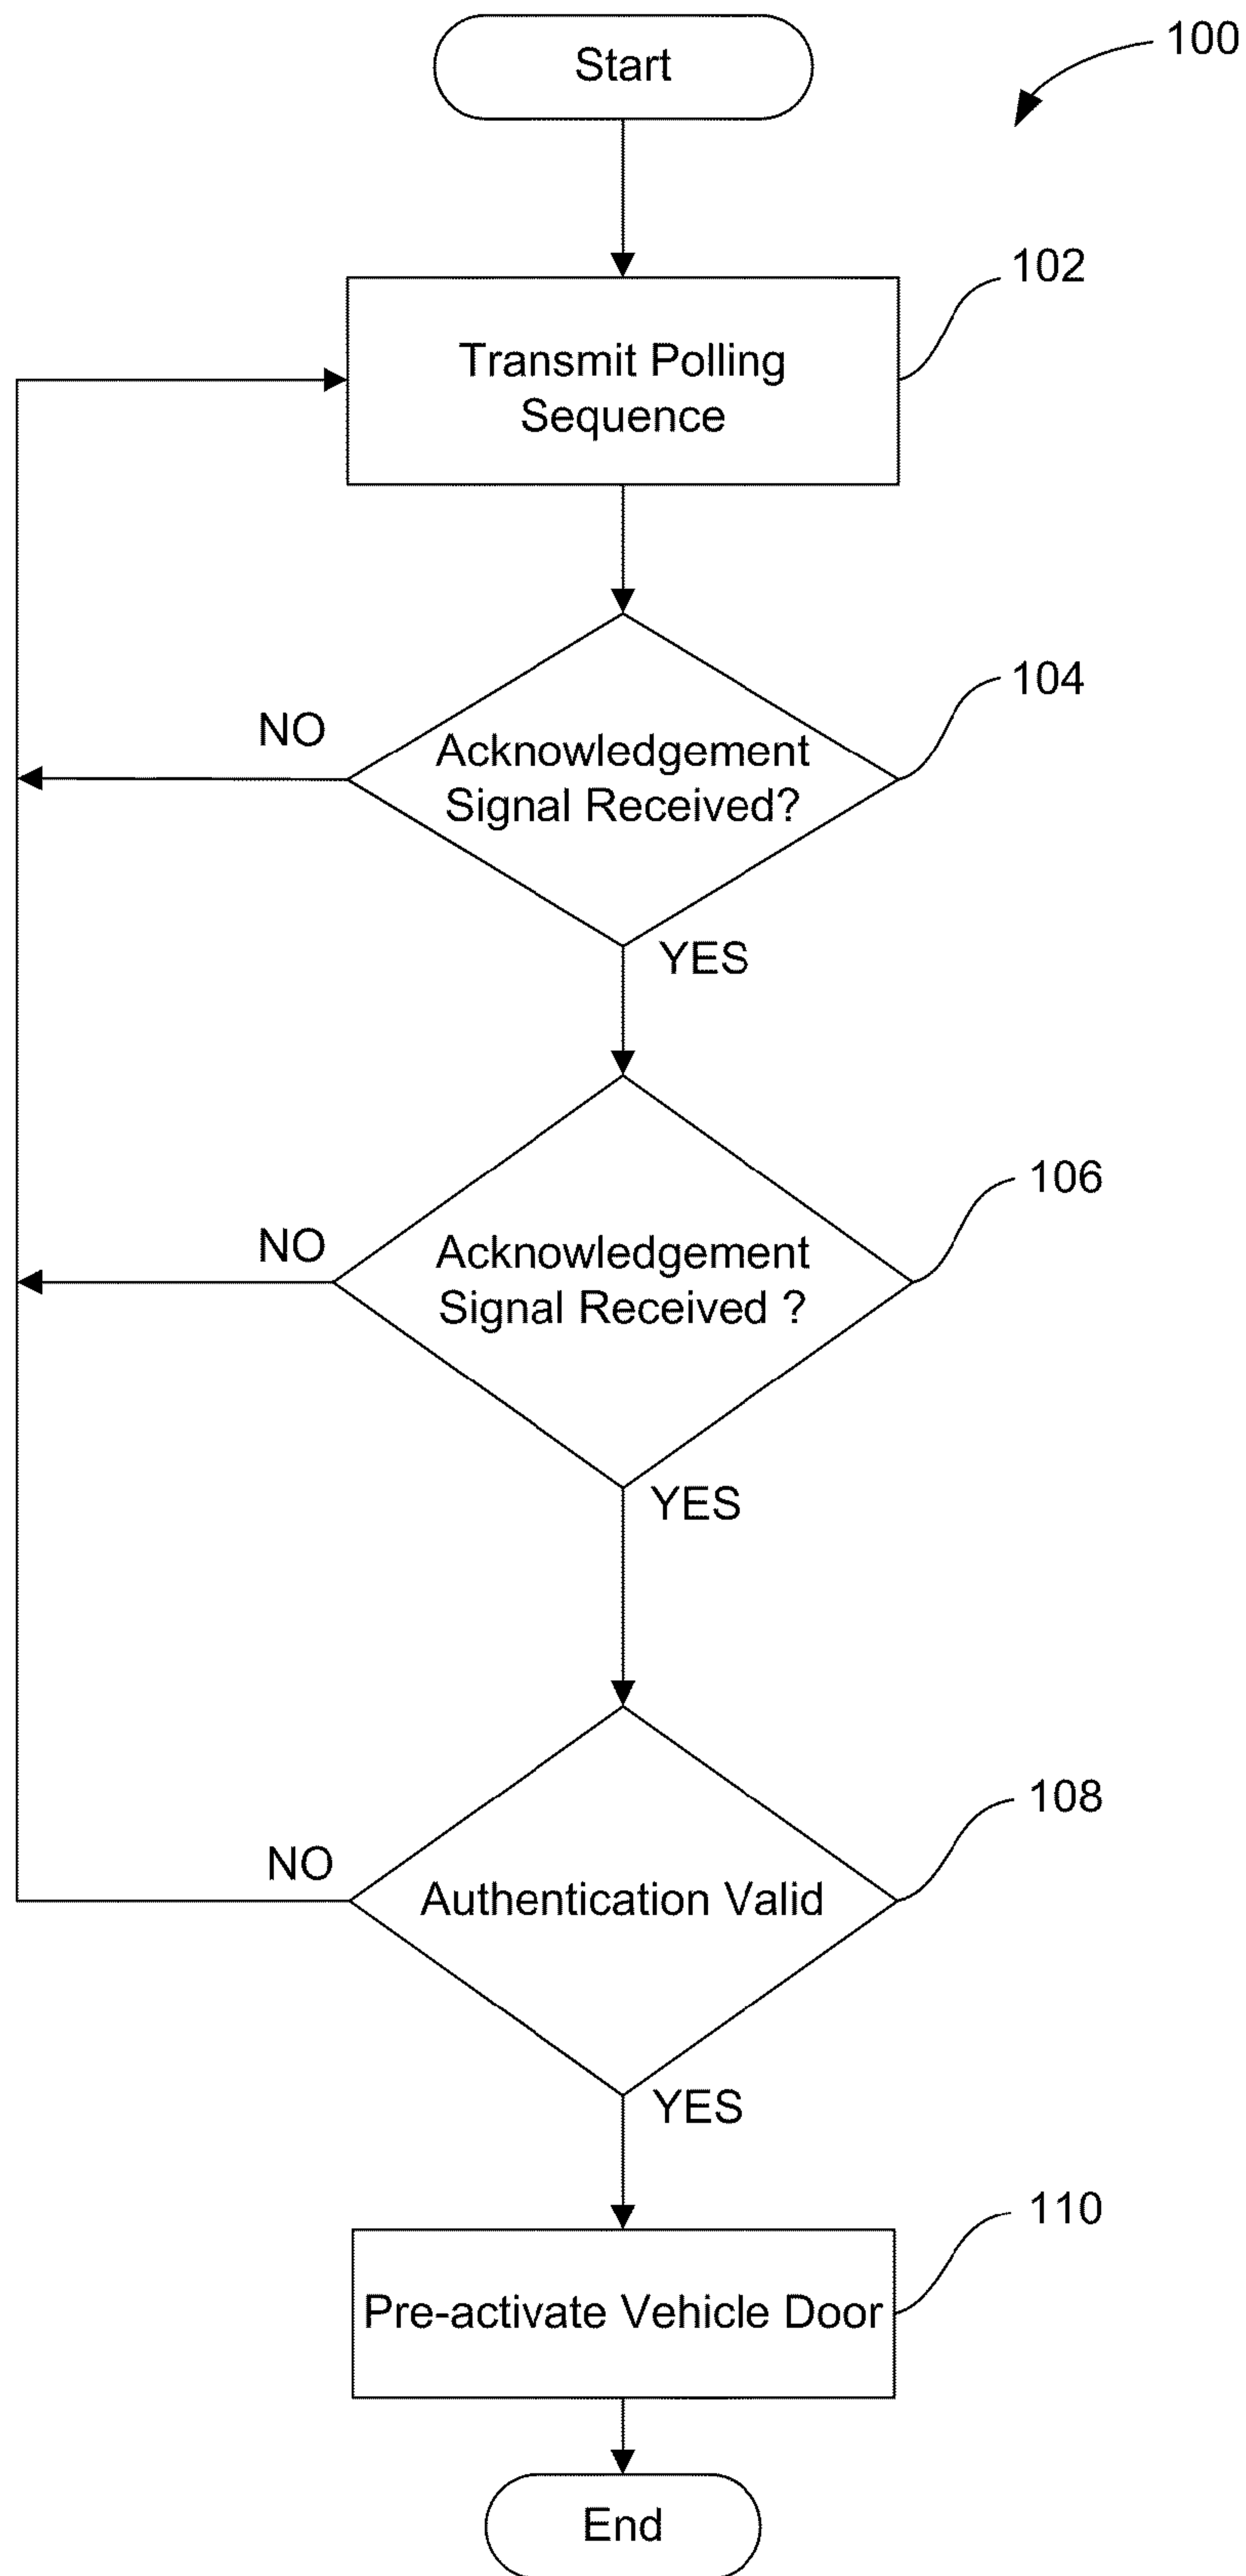 Start
100
102
Transmit Polling
Sequence
104
NO
Acknowledgement
Signal Received?
YES
106
NO
Acknowledgement
Signal Received ?
YES
108
NO
Authentication Valid
YES
110
Pre-activate Vehicle Door
End